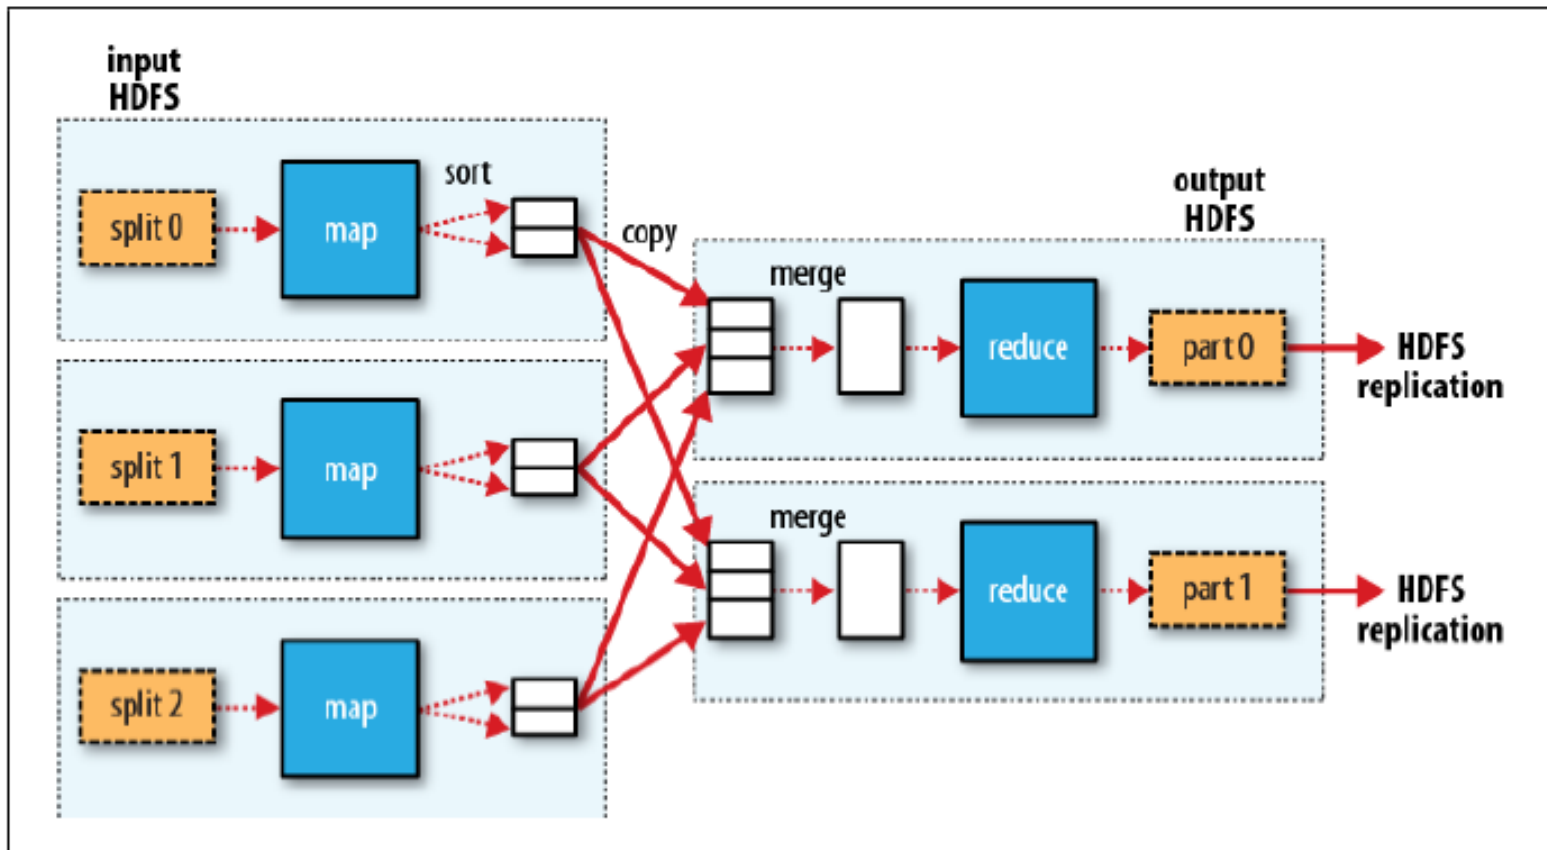 input
HDFS
split 0
map
sort
copy
split 1
map
split 2
map
output
HDFS
merge
reduce
part 0
HDFS
replication
merge
reduce
part 1
HDFS
replication